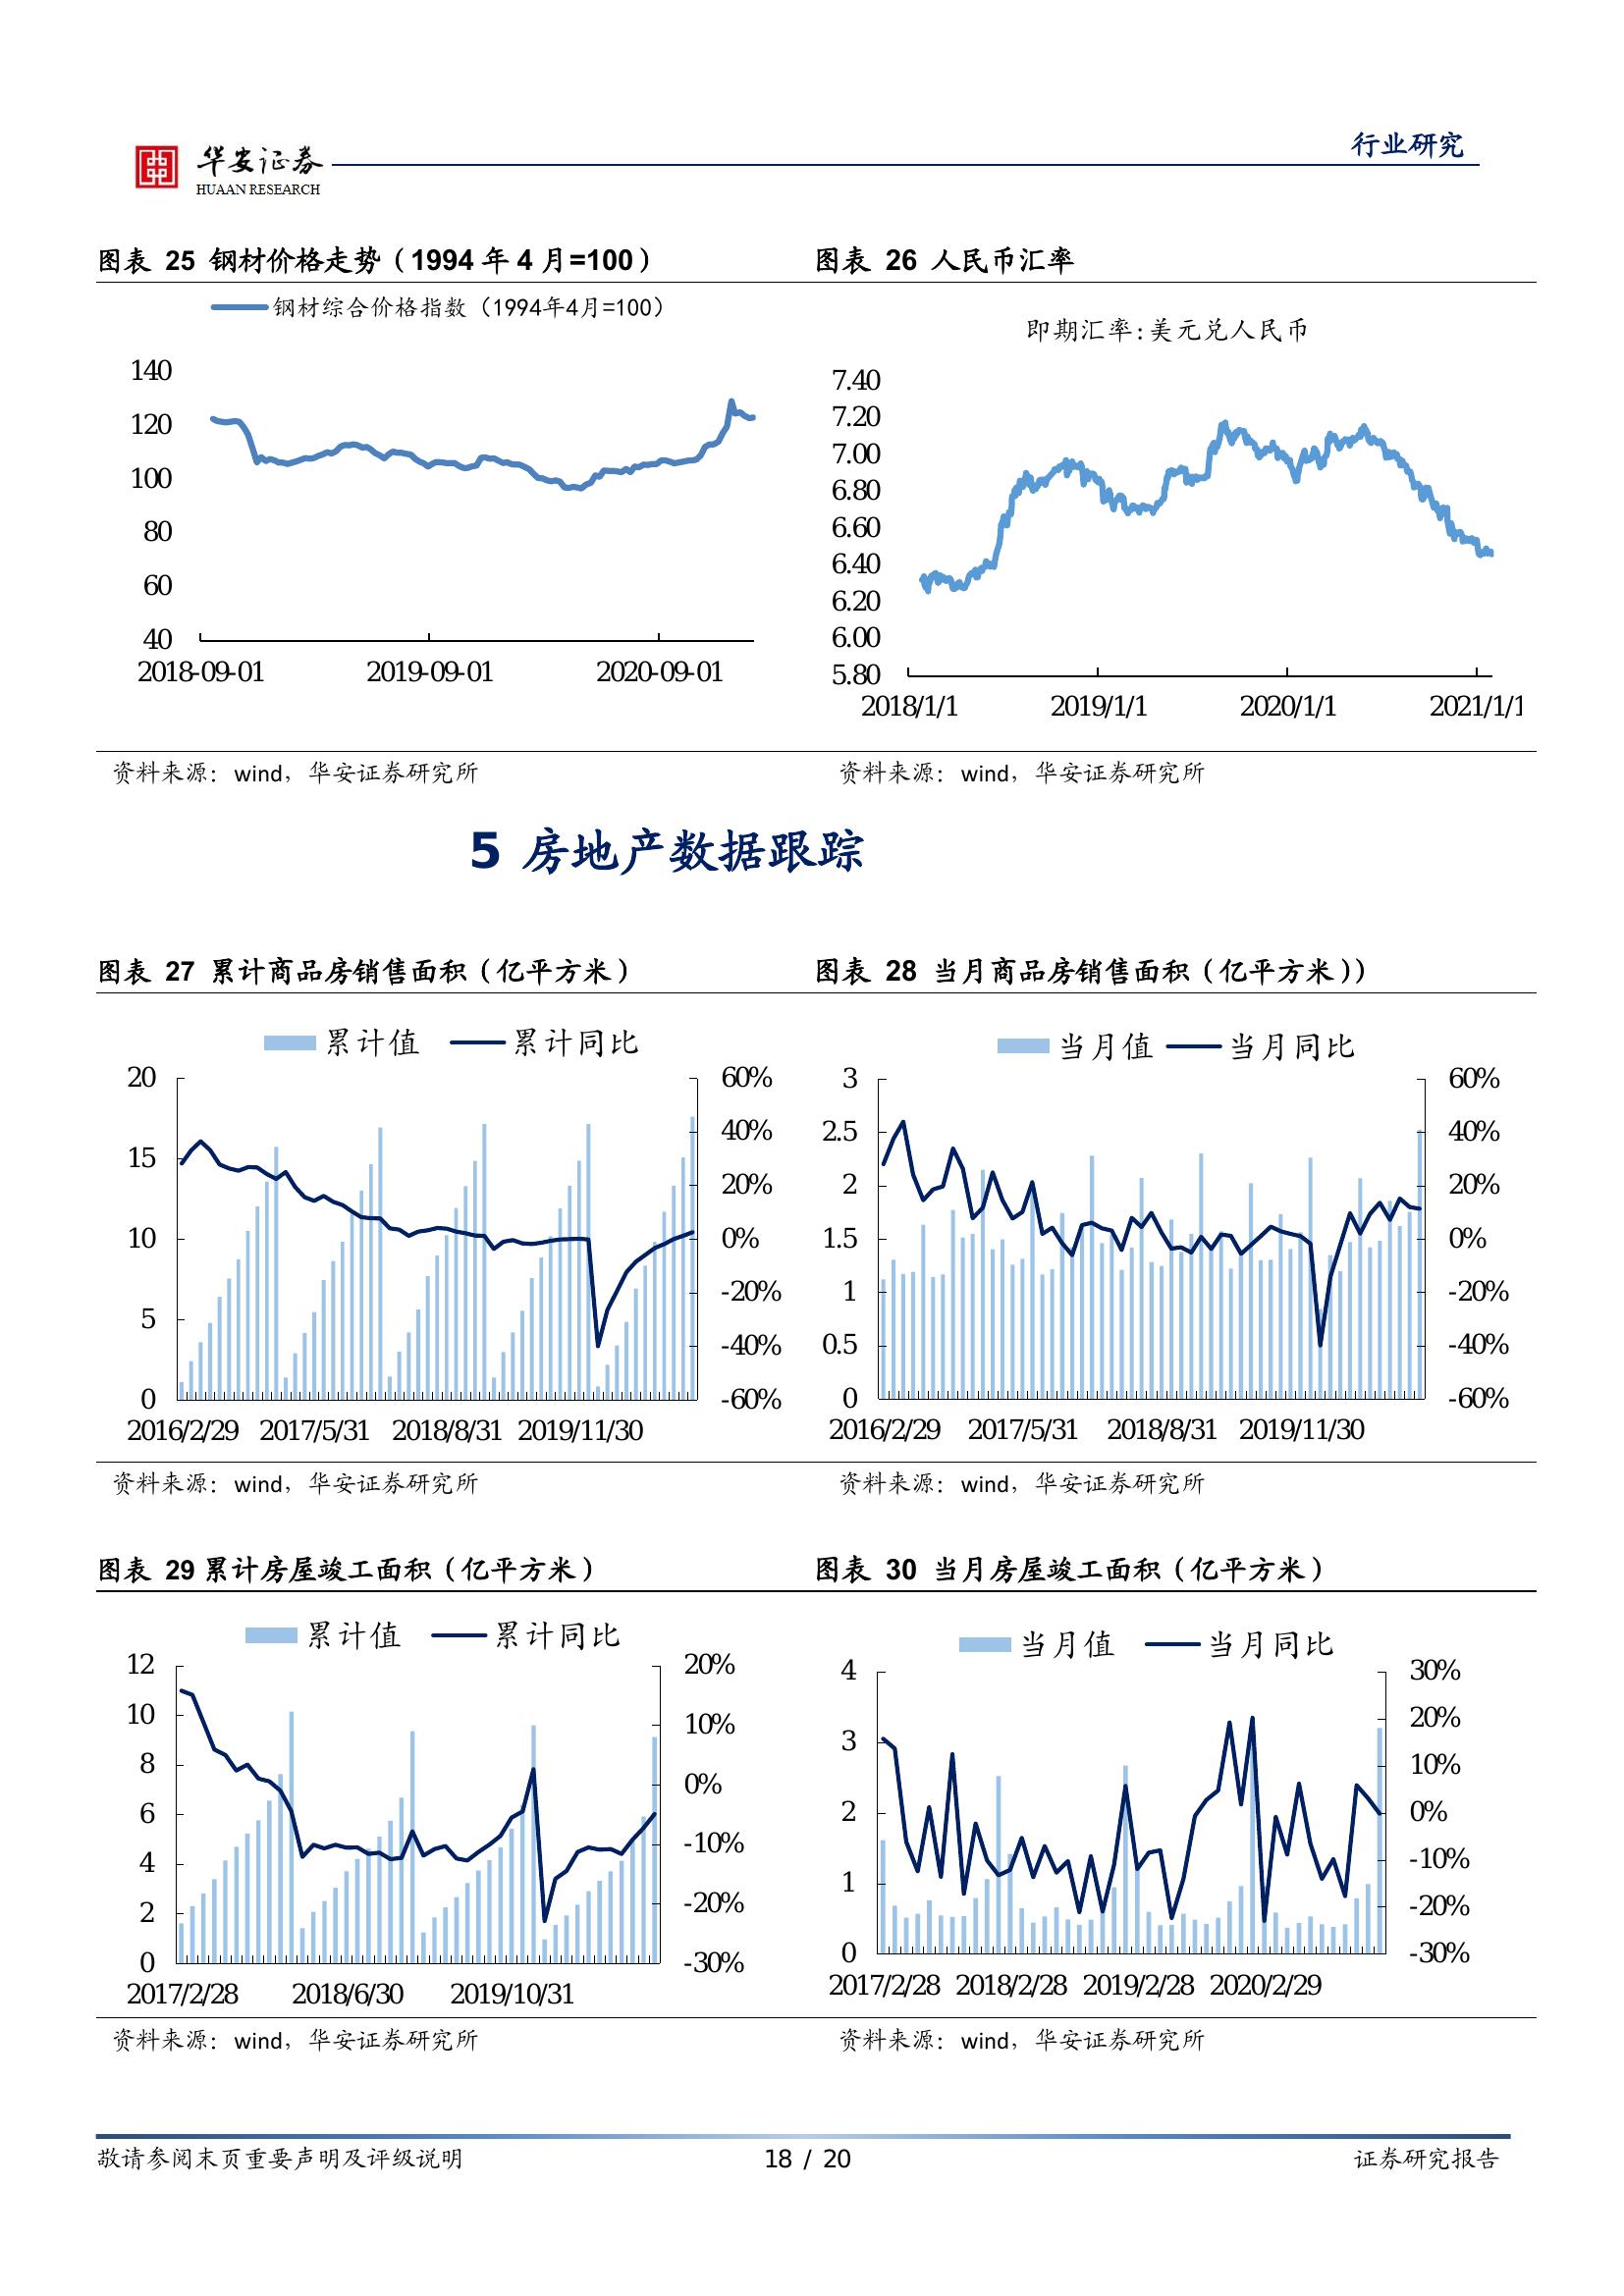 行业研究
华安证券
HUAAN RESEARCH
图表 25 钢材价格走势（1994 年 4 月=100）
图表 26 人民币汇率
钢材综合价格指数（1994年4月=100）
140
120
100
80
60
40
2018-09-01 2019-09-01 2020-09-01
即期汇率:美元兑人民币
7.40
7.20
7.00
6.80
6.60
6.40
6.20
6.00
5.80
2018/1/1 2019/1/1 2020/1/1 2021/1/1
资料来源：wind，华安证券研究所
资料来源：wind，华安证券研究所
5 房地产数据跟踪
图表 27 累计商品房销售面积（亿平方米）
图表 28 当月商品房销售面积（亿平方米））
累计值 累计同比
20
15
10
5
0
60%
40%
20%
0%
-20%
-40%
-60%
2016/2/29 2017/5/31 2018/8/31 2019/11/30
当月值 当月同比
3
2.5
2
1.5
1
0.5
0
60%
40%
20%
0%
-20%
-40%
-60%
2016/2/29 2017/5/31 2018/8/31 2019/11/30
资料来源：wind，华安证券研究所
资料来源：wind，华安证券研究所
图表 29 累计房屋竣工面积（亿平方米）
图表 30 当月房屋竣工面积（亿平方米）
累计值 累计同比
12
10
8
6
4
2
0
20%
10%
0%
-10%
-20%
-30%
2017/2/28 2018/6/30 2019/10/31
当月值 当月同比
4
3
2
1
0
30%
20%
10%
0%
-10%
-20%
-30%
2017/2/28 2018/2/28 2019/2/28 2020/2/29
资料来源：wind，华安证券研究所
资料来源：wind，华安证券研究所
敬请参阅末页重要声明及评级说明
18 / 20
证券研究报告